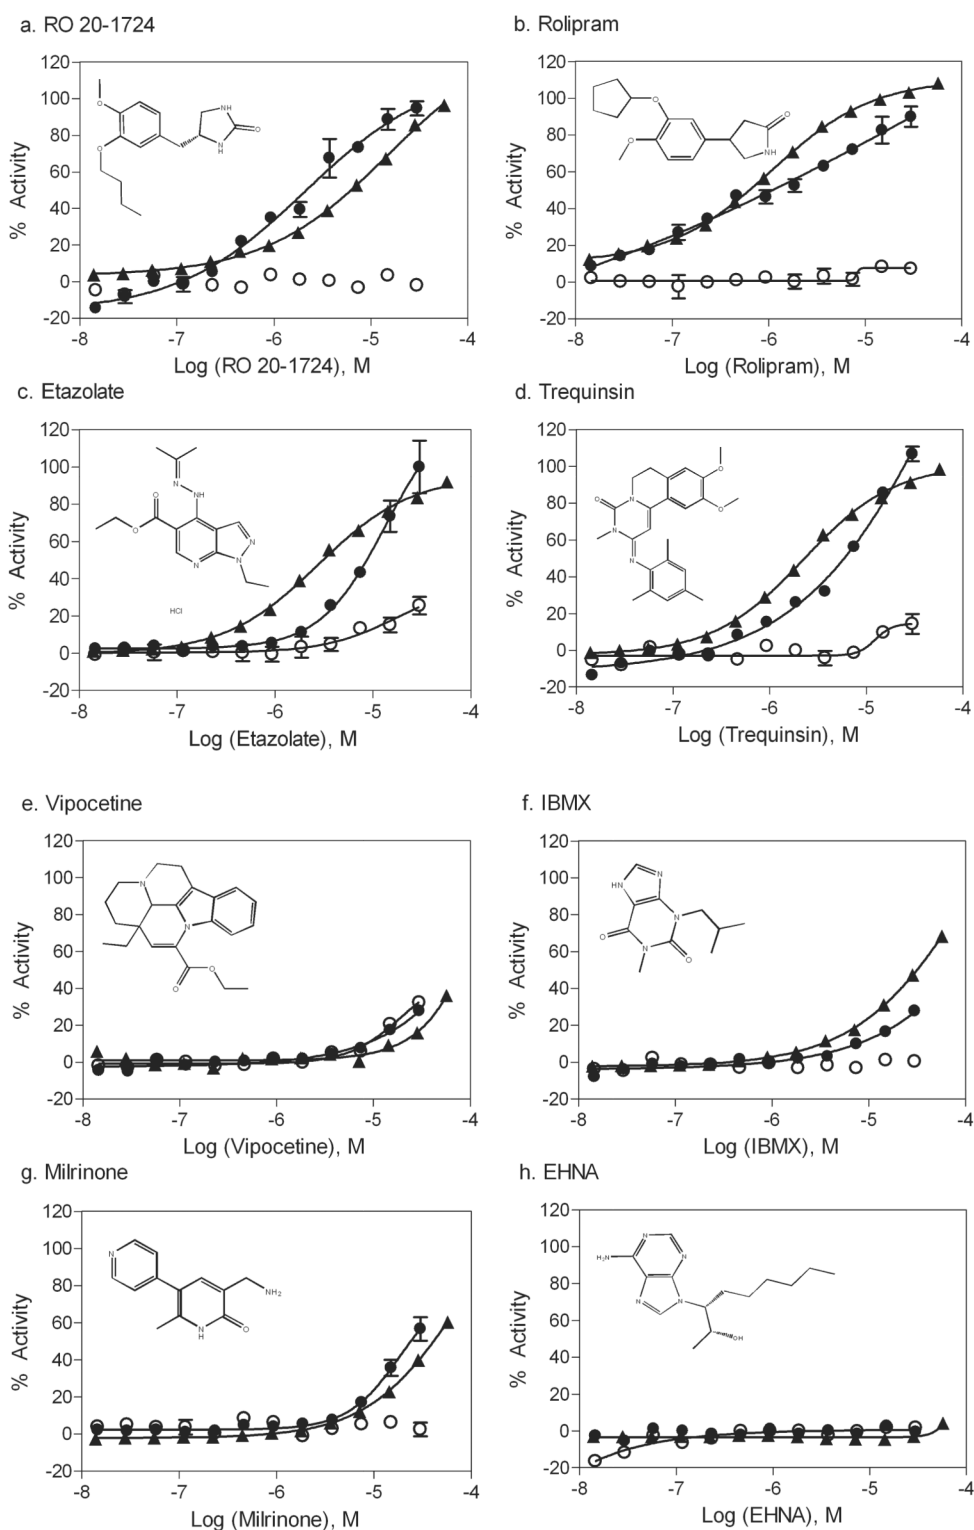 a. RO 20-1724
120
100
80
60
40
20
0
-20
% Activity
-8 -7 -6 -5 -4
Log (RO 20-1724), M
O
O
NH
O
N
H
b. Rolipram
120
100
80
60
40
20
0
-20
% Activity
-8 -7 -6 -5 -4
Log (Rolipram), M
O
O
O
NH
c. Etazolate
120
100
80
60
40
20
0
-20
% Activity
-8 -7 -6 -5 -4
Log (Etazolate), M
N
NH
O
O
N
N
N
HCl
d. Trequinsin
120
100
80
60
40
20
0
-20
% Activity
-8 -7 -6 -5 -4
Log (Trequinsin), M
O
O
O
N
N
N
e. Vipocetine
120
100
80
60
40
20
0
-20
% Activity
-8 -7 -6 -5 -4
Log (Vipocetine), M
N
N
O
O
f. IBMX
120
100
80
60
40
20
0
-20
% Activity
-8 -7 -6 -5 -4
Log (IBMX), M
HN
N
N
O
N
O
g. Milrinone
120
100
80
60
40
20
0
-20
% Activity
-8 -7 -6 -5 -4
Log (Milrinone), M
N
NH2
N
H
O
h. EHNA
120
100
80
60
40
20
0
-20
% Activity
-8 -7 -6 -5 -4
Log (EHNA), M
H2N
N
N
N
N
OH